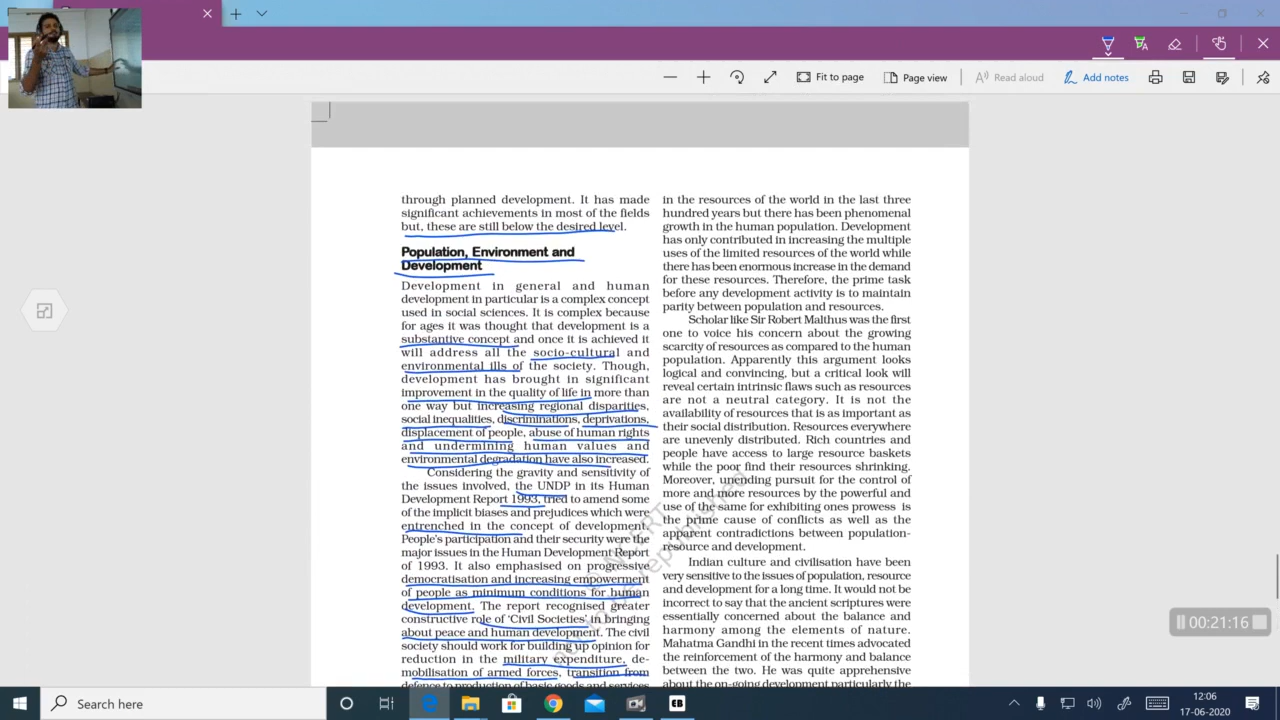 Fit to page
Page view
Read aloud
Add notes
through planned development. It has made
significant achievements in most of the fields
but, these are still below the desired level.
Population, Environment and
Development
Development in general and human
development in particular is a complex concept
used in social sciences. It is complex because
for ages it was thought that development is a
substantive concept and once it is achieved it
will address all the socio-cultural and
environmental ills of the society. Though,
development has brought in significant
improvement in the quality of life in more than
one way but increasing regional disparities,
social inequalities, discriminations, deprivations,
displacement of people, abuse of human rights
and undermining human values and
environmental degradation have also increased.
Considering the gravity and sensitivity of
the issues involved, the UNDP in its Human
Development Report 1993, tried to amend some
of the implicit biases and prejudices which were
entrenched in the concept of development.
People's participation and their security were the
major issues in the Human Development Report
of 1993. It also emphasised on progressive
democratisation and increasing empowerment
of people as minimum conditions for human
development. The report recognised greater
constructive role of 'Civil Societies' in bringing
about peace and human development. The civil
society should work for building up opinion for
reduction in the military expenditure, de-
mobilisation of armed forces, transition from
defence to production of basic goods and services
in the resources of the world in the last three
hundred years but there has been phenomenal
growth in the human population. Development
has only contributed in increasing the multiple
uses of the limited resources of the world while
there has been enormous increase in the demand
for these resources. Therefore, the prime task
before any development activity is to maintain
parity between population and resources.
Scholar like Sir Robert Malthus was the first
one to voice his concern about the growing
scarcity of resources as compared to the human
population. Apparently this argument looks
logical and convincing, but a critical look will
reveal certain intrinsic flaws such as resources
are not a neutral category. It is not the
availability of resources that is as important as
their social distribution. Resources everywhere
are unevenly distributed. Rich countries and
people have access to large resource baskets
while the poor find their resources shrinking.
Moreover, unending pursuit for the control of
more and more resources by the powerful and
use of the same for exhibiting ones prowess is
the prime cause of conflicts as well as the
apparent contradictions between population-
resource and development.
Indian culture and civilisation have been
very sensitive to the issues of population, resource
and development for a long time. It would not be
incorrect to say that the ancient scriptures were
essentially concerned about the balance and
harmony among the elements of nature.
Mahatma Gandhi in the recent times advocated
the reinforcement of the harmony and balance
between the two. He was quite apprehensive
about the on-going development particularly the
00:21:16
Type here to search
Search here
12:06
17-06-2020